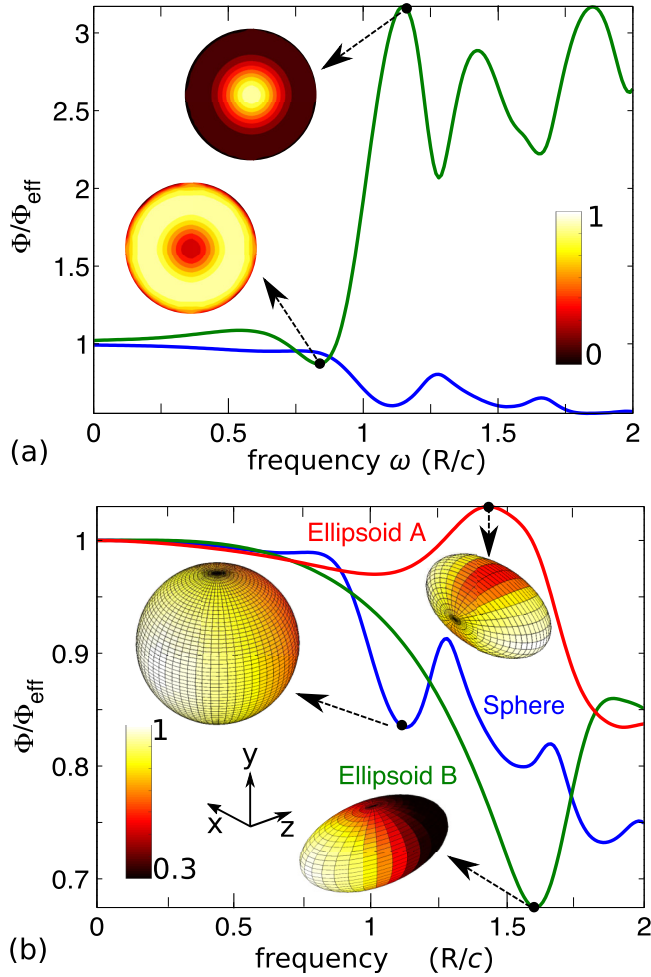 3
2.5
2
1.5
1
Φ/Φeff
1
0
0 0.5 1 1.5 2
(a)
frequency ω (R/c)
1
0.9
0.8
0.7
Φ/Φeff
Ellipsoid A
Sphere
Ellipsoid B
1
0.3
y
x
z
0 0.5 1 1.5 2
(b)
frequency (R/c)